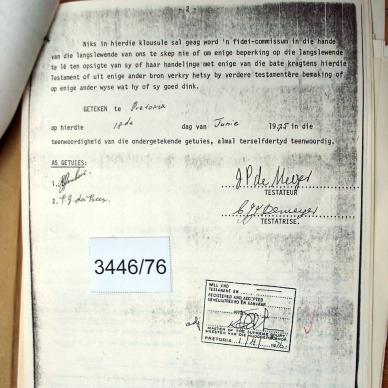 - 2 -
Niks in hierdie klousule sal geag word 'n fidei-commissum in die hande
van die langslewende van ons te skep nie of om enige beperking op die langslewende
te lê ten opsigte van sy of haar handelinge met enige van die bate kragtens hierdie
Testament of uit enige ander bron verkry hetsy by verdere testamentêre bemaking of
op enige ander wyse wat hy of sy goed dink.
GETEKEN te Pretoria
op hierdie 18de dag van Junie 1975 in die
teenwoordigheid van die ondergetekende getuies, almal terselfdertyd teenwoordig.
AS GETUIES:
1.
2.
J P de Meyer
TESTATEUR
TESTATRISE.
3446/76
WILL AND
TESTAMENT EN
REGISTERED AND ACCEPTED
GEREGISTREER EN AANVAAR
MASTER OF THE SUPREME COURT
PRETORIA